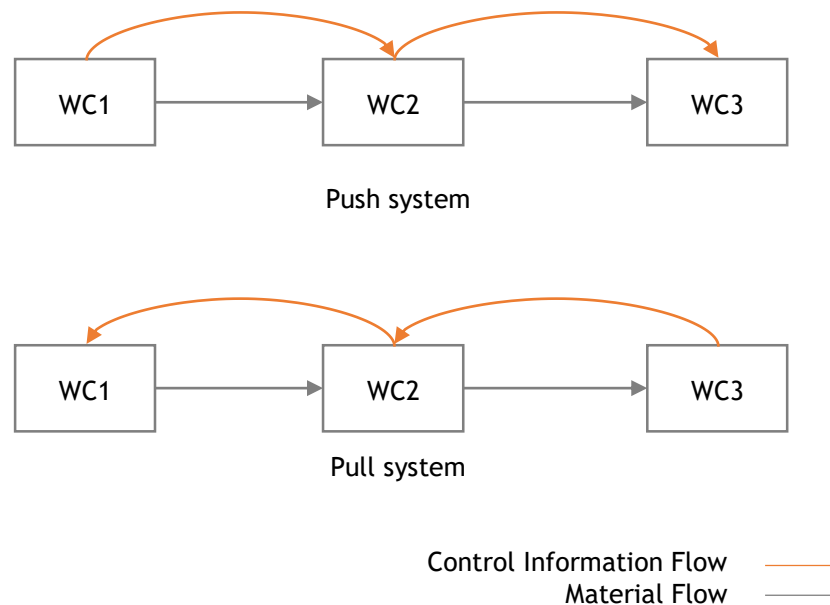 WC1 WC2 WC3
Push system
WC1 WC2 WC3
Pull system
Control Information Flow
Material Flow